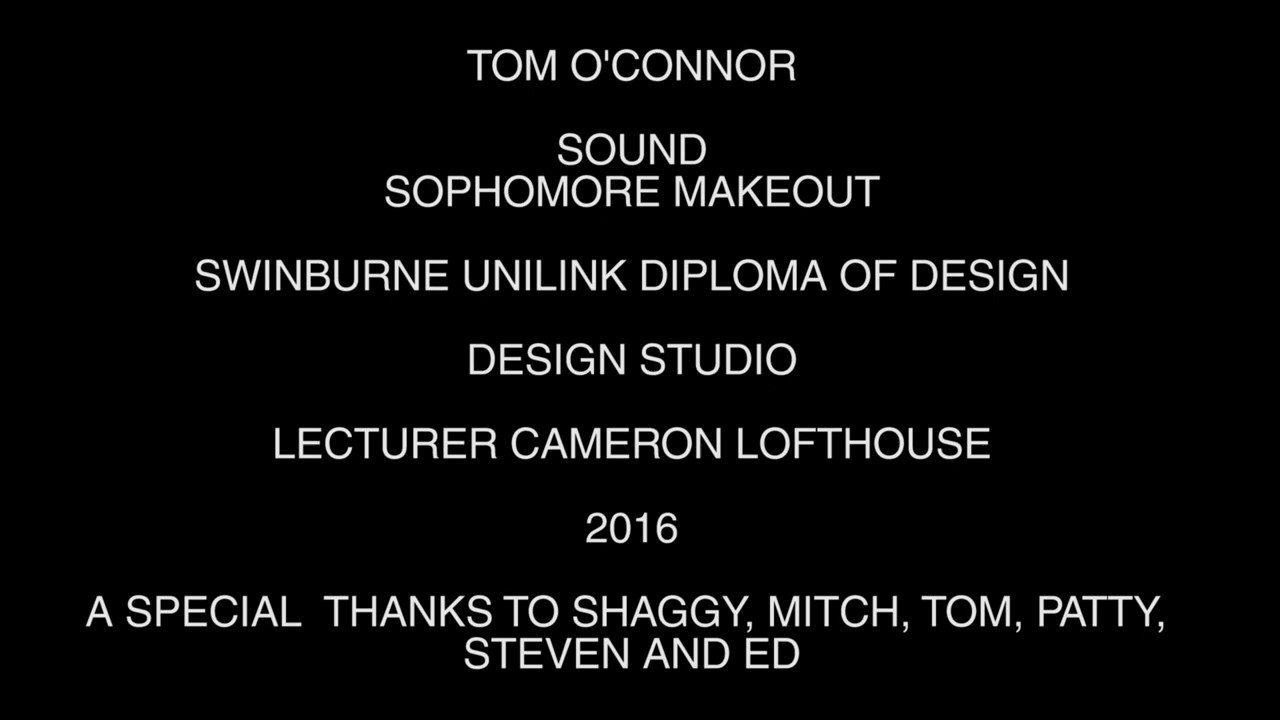 TOM O'CONNOR
SOUND
SOPHOMORE MAKEOUT
SWINBURNE UNILINK DIPLOMA OF DESIGN
DESIGN STUDIO
LECTURER CAMERON LOFTHOUSE
2016
A SPECIAL  THANKS TO SHAGGY, MITCH, TOM, PATTY,
STEVEN AND ED